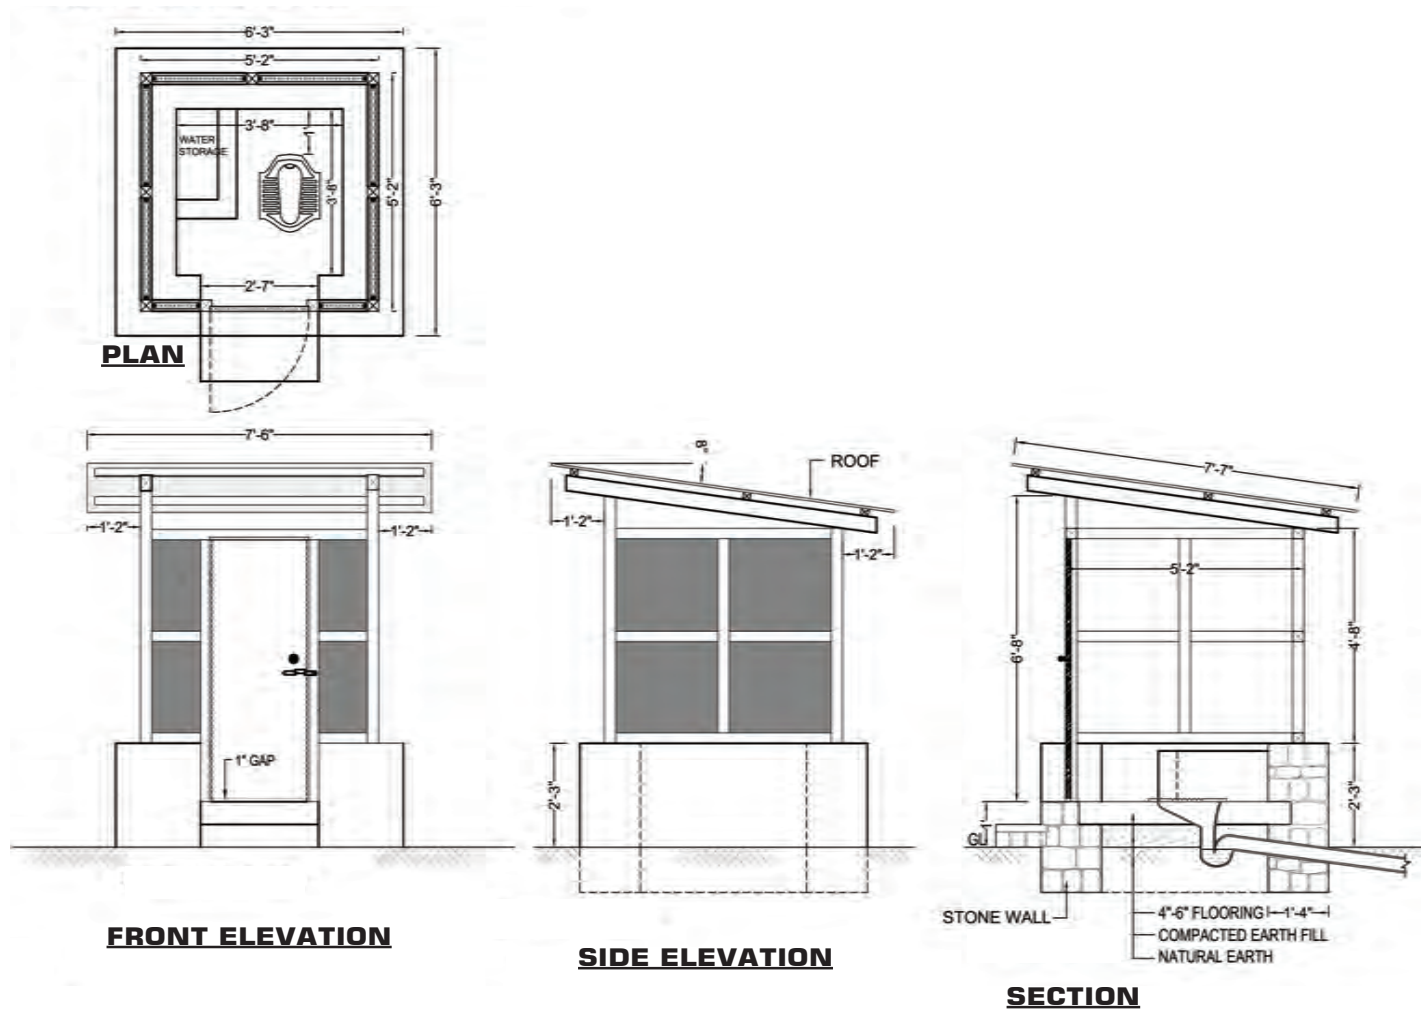 6'-3"
5'-2"
3'-8"
1'
WATER
STORAGE
3'-8"
5'-2"
6'-3"
2'-7"
PLAN
7'-6"
1'-2"
1'-2"
1" GAP
FRONT ELEVATION
8"
ROOF
1'-2"
1'-2"
2'-3"
SIDE ELEVATION
7'-7"
5'-2"
6'-8"
4'-8"
2'-3"
1'
GL
STONE WALL
4"-6" FLOORING
1'-4"
COMPACTED EARTH FILL
NATURAL EARTH
SECTION